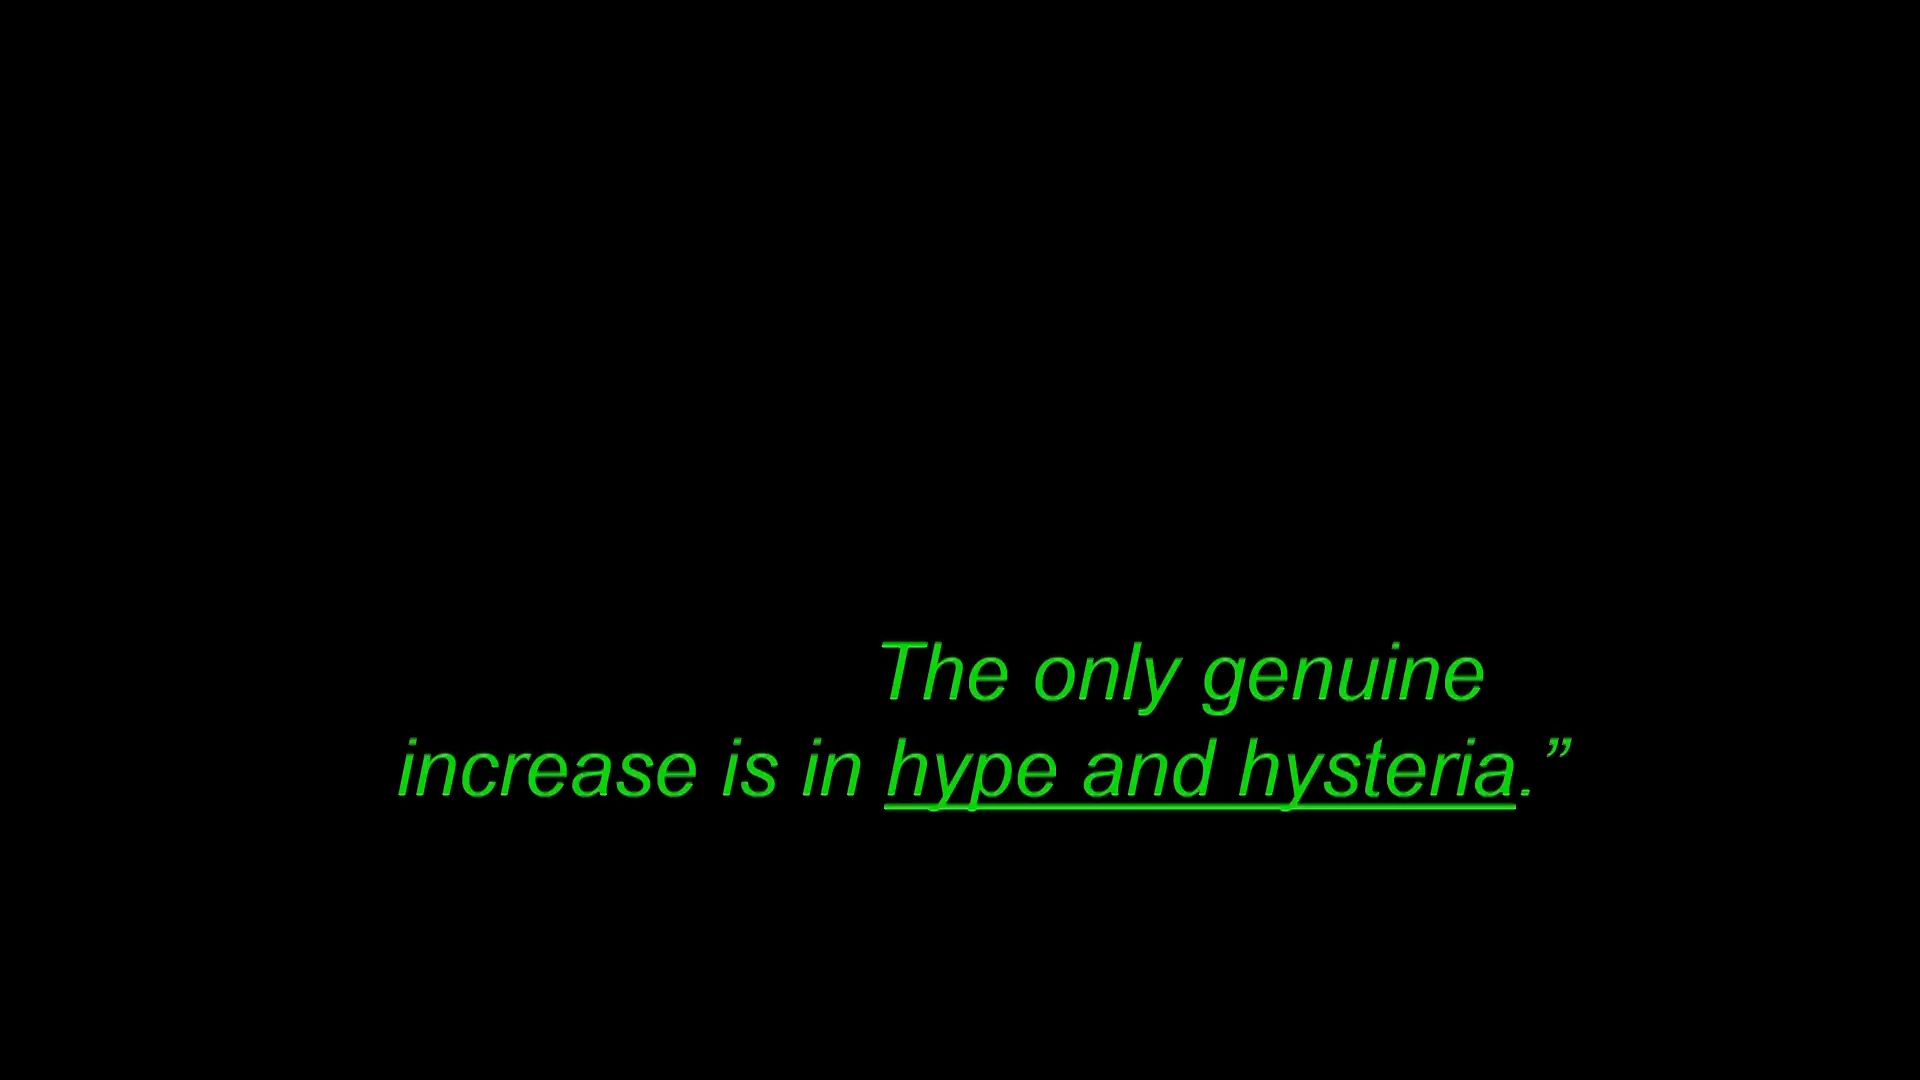 The only genuine
increase is in hype and hysteria.”